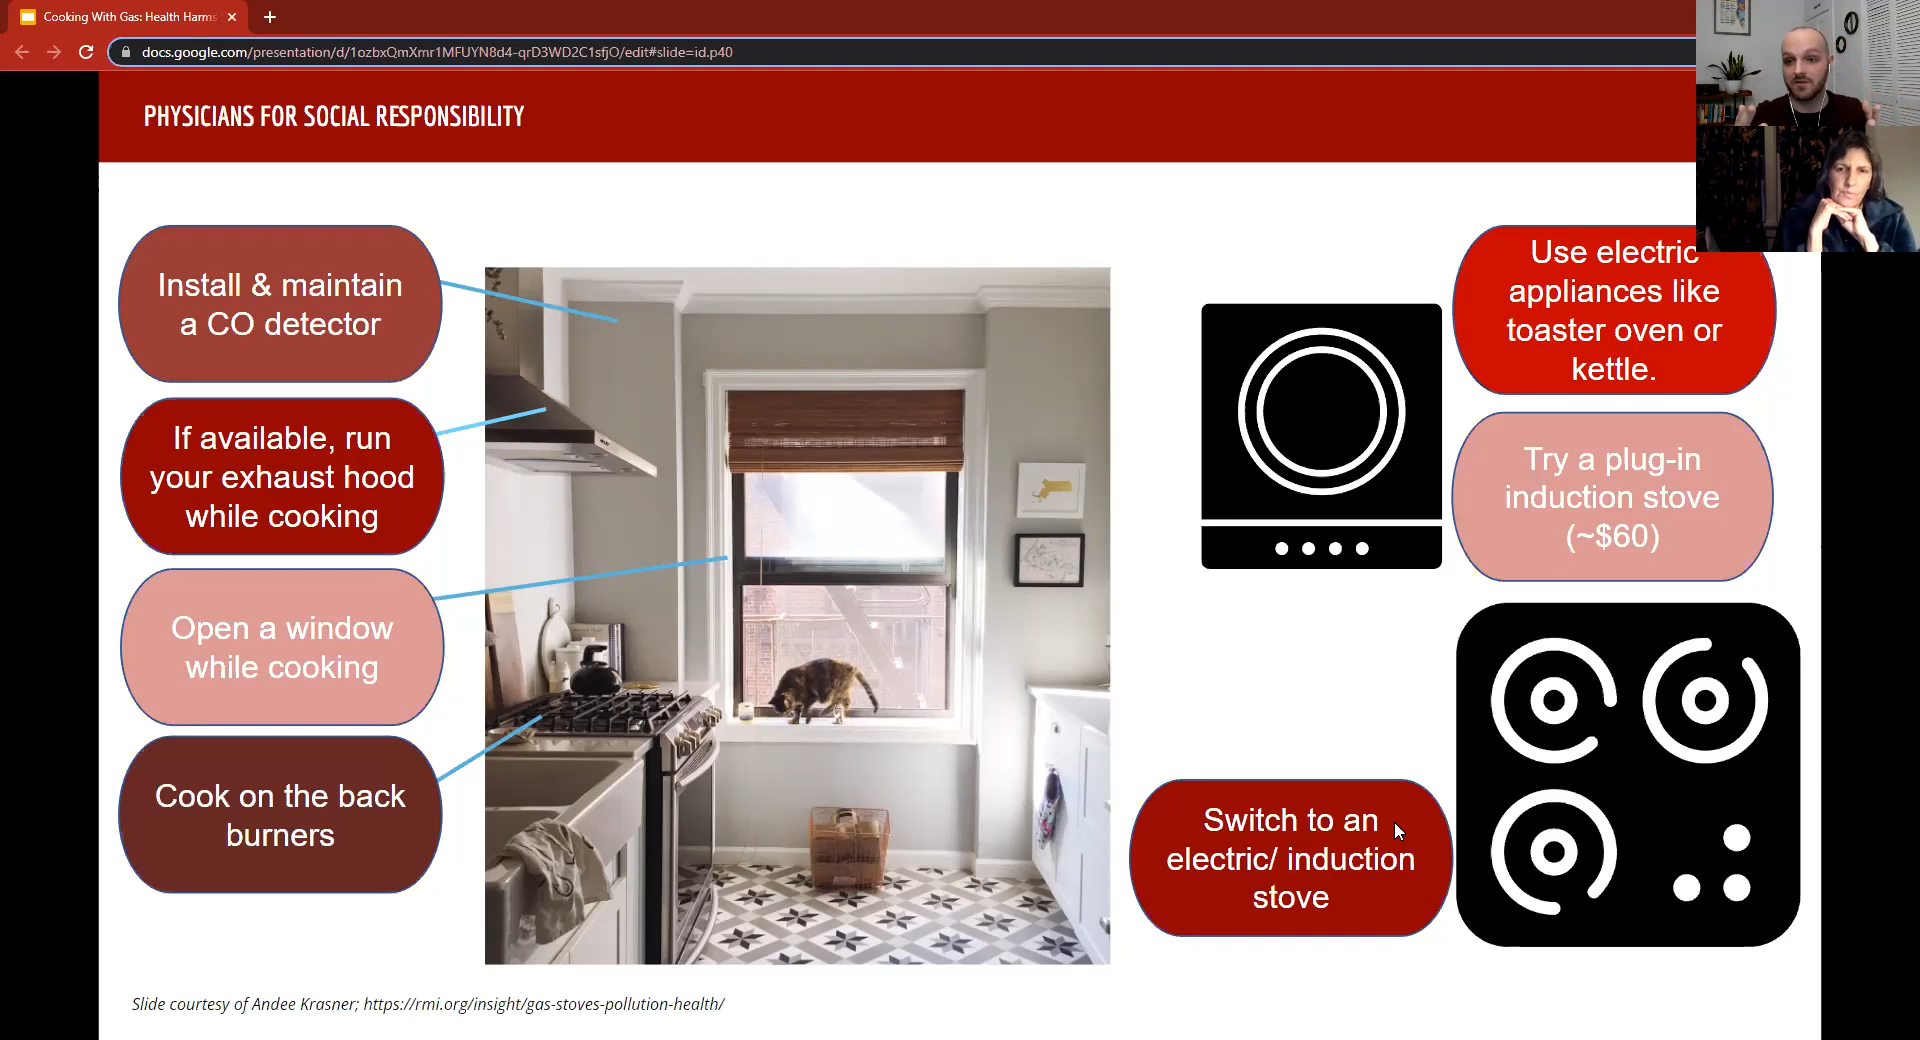 Cooking With Gas: Health Harms
docs.google.com/presentation/d/1ozbxQmXmr1MFUYN8d4-qrD3WD2C1sfjO/edit#slide=id.p40
PHYSICIANS FOR SOCIAL RESPONSIBILITY
Install & maintain
a CO detector
If available, run
your exhaust hood
while cooking
Open a window
while cooking
Cook on the back
burners
Use electric
appliances like
toaster oven or
kettle.
Try a plug-in
induction stove
(~$60)
Switch to an
electric/ induction
stove
Slide courtesy of Andee Krasner; https://rmi.org/insight/gas-stoves-pollution-health/